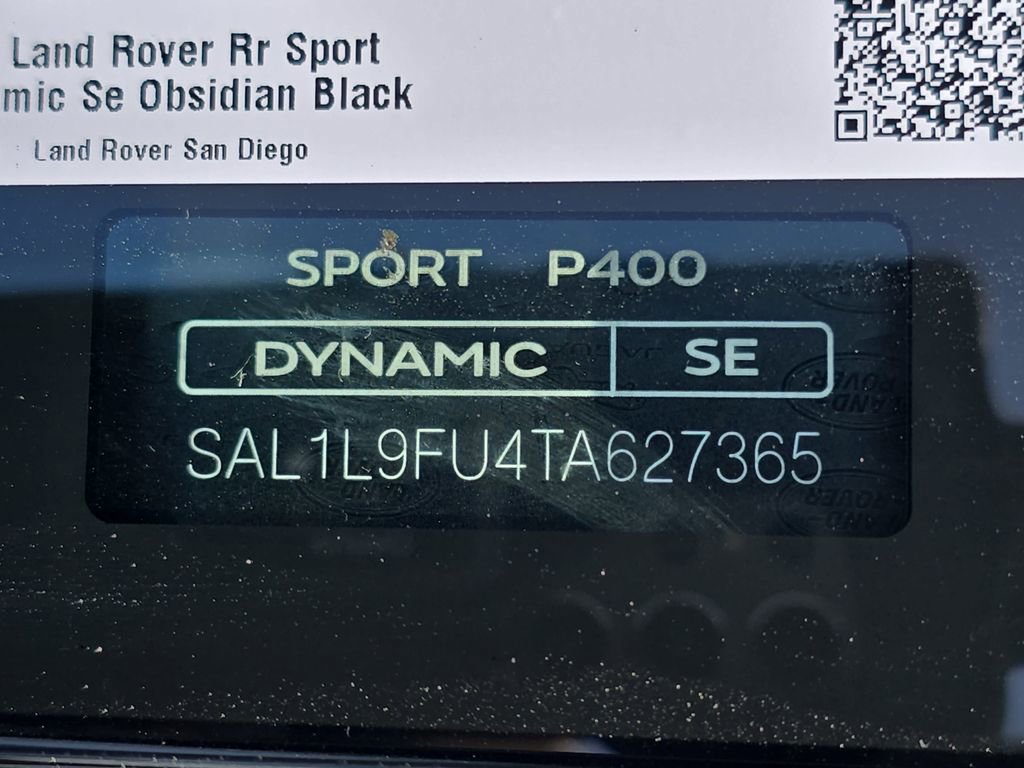 Land Rover Rr Sport
mic Se Obsidian Black
Land Rover San Diego
SPORT P400
DYNAMIC SE
SAL1L9FU4TA627365